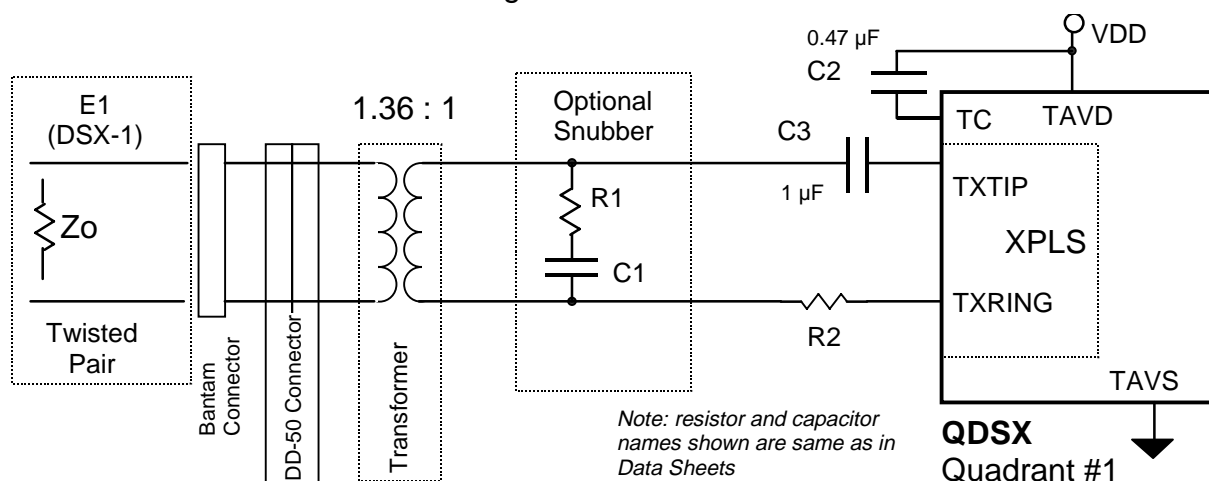 0.47 µF
C2
VDD
E1
(DSX-1)
1.36 : 1
Optional
Snubber
C3
TC
TAVD
1 µF
TXTIP
Zo
R1
XPLS
C1
TXRING
R2
Twisted
Pair
Bantam
Connector
DD-50 Connector
Transformer
TAVS
Note: resistor and capacitor
names shown are same as in
Data Sheets
QDSX
Quadrant #1